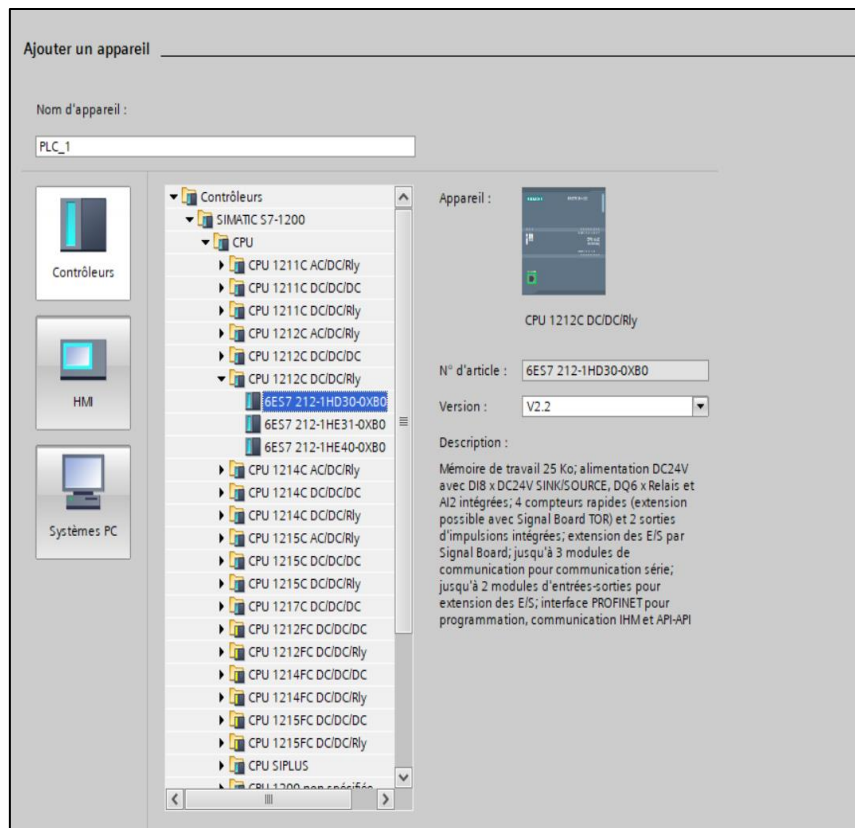 Ajouter un appareil
Nom d'appareil :
PLC_1
Contrôleurs
HMI
Systèmes PC
Contrôleurs
SIMATIC S7-1200
CPU
CPU 1211C AC/DC/Rly
CPU 1211C DC/DC/DC
CPU 1211C DC/DC/Rly
CPU 1212C AC/DC/Rly
CPU 1212C DC/DC/DC
CPU 1212C DC/DC/Rly
6ES7 212-1HD30-0XB0
6ES7 212-1HE31-0XB0
6ES7 212-1HE40-0XB0
CPU 1214C AC/DC/Rly
CPU 1214C DC/DC/DC
CPU 1214C DC/DC/Rly
CPU 1215C AC/DC/Rly
CPU 1215C DC/DC/DC
CPU 1215C DC/DC/Rly
CPU 1217C DC/DC/DC
CPU 1212FC DC/DC/DC
CPU 1212FC DC/DC/Rly
CPU 1214FC DC/DC/DC
CPU 1214FC DC/DC/Rly
CPU 1215FC DC/DC/DC
CPU 1215FC DC/DC/Rly
CPU SIPLUS
CPU 1200 non spécifiée
Appareil :
CPU 1212C DC/DC/Rly
N° d'article :
6ES7 212-1HD30-0XB0
Version :
V2.2
Description :
Mémoire de travail 25 Ko; alimentation DC24V
avec DI8 x DC24V SINK/SOURCE, DQ6 x Relais et
AI2 intégrées; 4 compteurs rapides (extension
possible avec Signal Board TOR) et 2 sorties
d'impulsions intégrées; extension des E/S par
Signal Board; jusqu'à 3 modules de
communication pour communication série;
jusqu'à 2 modules d'entrées-sorties pour
extension des E/S; interface PROFINET pour
programmation, communication IHM et API-API